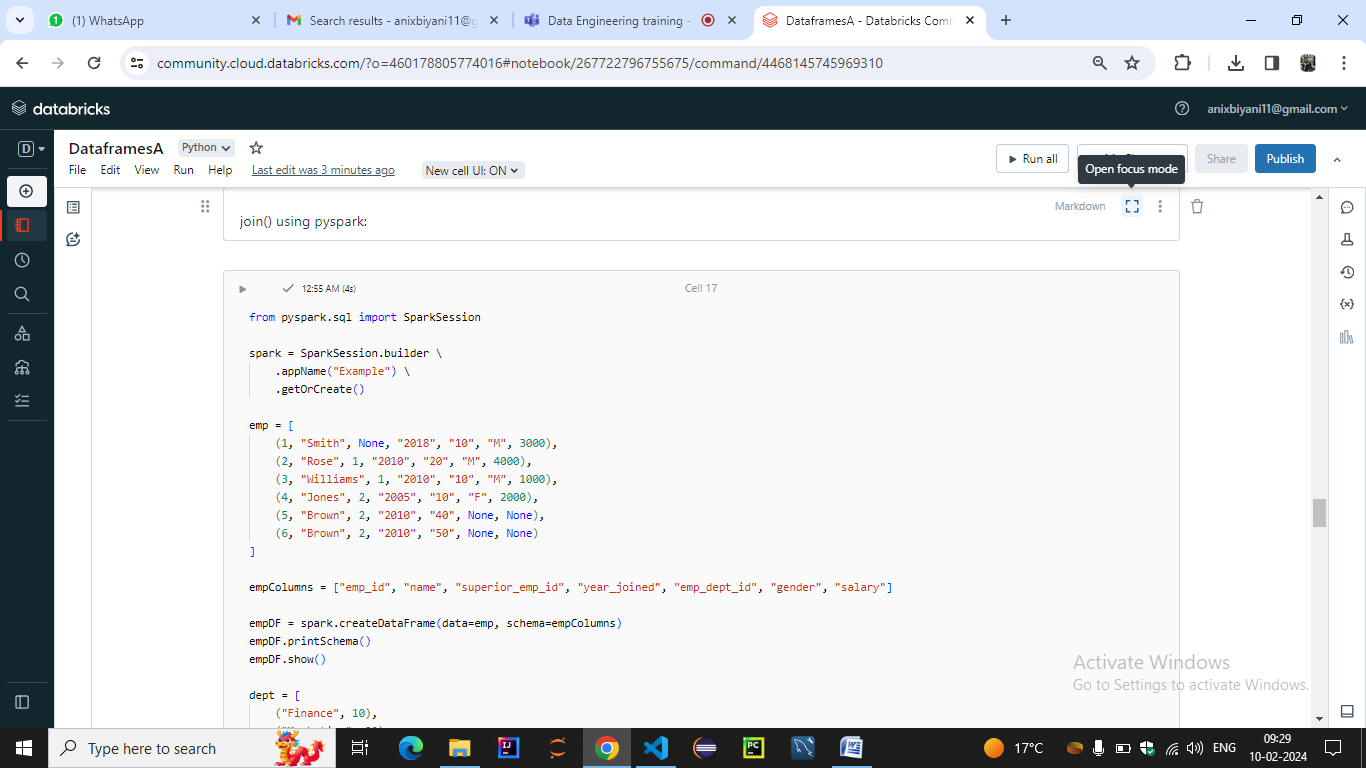 (1) WhatsApp
Search results - anixbiyani11@g
Data Engineering training -
DataframesA - Databricks Com
community.cloud.databricks.com/?o=460178805774016#notebook/267722796755675/command/4468145745969310
databricks
anixbiyani11@gmail.com
D
DataframesA
Python
File Edit View Run Help
Last edit was 3 minutes ago
New cell UI: ON
Run all
Share
Publish
Open focus mode
Markdown
join() using pyspark:
12:55 AM (4s)
Cell 17
from pyspark.sql import SparkSession
spark = SparkSession.builder \
.appName("Example") \
.getOrCreate()
emp = [
(1, "Smith", None, "2018", "10", "M", 3000),
(2, "Rose", 1, "2010", "20", "M", 4000),
(3, "Williams", 1, "2010", "10", "M", 1000),
(4, "Jones", 2, "2005", "10", "F", 2000),
(5, "Brown", 2, "2010", "40", None, None),
(6, "Brown", 2, "2010", "50", None, None)
]
empColumns = ["emp_id", "name", "superior_emp_id", "year_joined", "emp_dept_id", "gender", "salary"]
empDF = spark.createDataFrame(data=emp, schema=empColumns)
empDF.printSchema()
empDF.show()
dept = [
("Finance", 10),
Activate Windows
Go to Settings to activate Windows.
Type here to search
17°C
ENG
09:29
10-02-2024